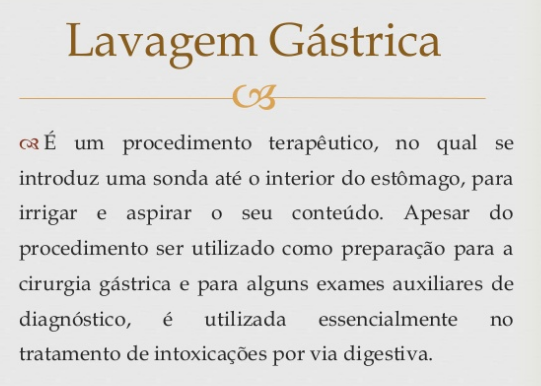 Lavagem Gástrica
É um procedimento terapêutico, no qual se
introduz uma sonda até o interior do estômago, para
irrigar e aspirar o seu conteúdo. Apesar do
procedimento ser utilizado como preparação para a
cirurgia gástrica e para alguns exames auxiliares de
diagnóstico, é utilizada essencialmente no
tratamento de intoxicações por via digestiva.